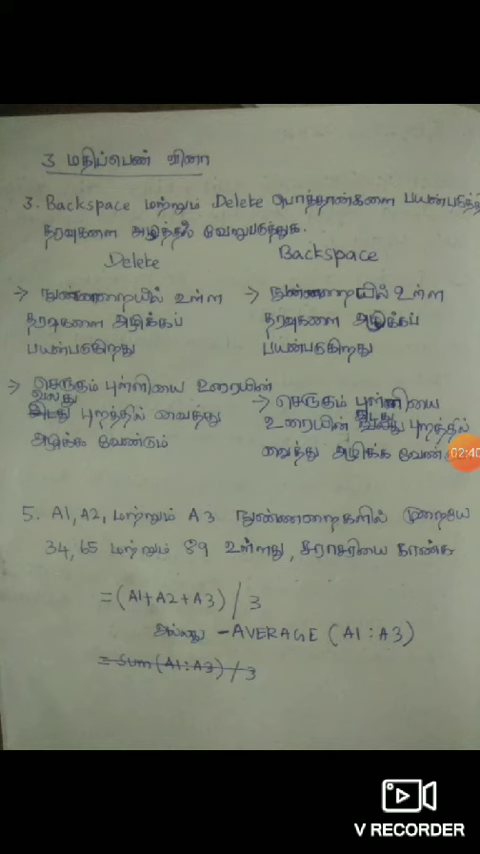 3 மதிப்பெண் வினா
3. Backspace மற்றும் Delete பொத்தான்களை பயன்படுத்தி
தரவுகளை அழித்தல் வேறுபடுத்துக.
Delete Backspace
→ நுண்ணறையில் உள்ள
தரவுகளை அழிக்கப்
பயன்படுகிறது
→ செருகும் புள்ளியை உரையின்
வலது
இடது புறத்தில் வைத்து
அழிக்க வேண்டும்
→ நுண்ணறையில் உள்ள
தரவுகளை அழிக்கப்
பயன்படுகிறது
→ செருகும் புள்ளியை
இடது
உரையின் வலது புறத்தில்
வைத்து அழிக்க வேண்டு
02:40
5. A1, A2, மற்றும் A3 நுண்ணறைகளில் முறையே
34, 65 மற்றும் 89 உள்ளது, சராசரியை காண்க
=(A1+A2+A3)/3
அல்லது -AVERAGE (A1:A3)
=Sum(A1:A3)/3
V RECORDER